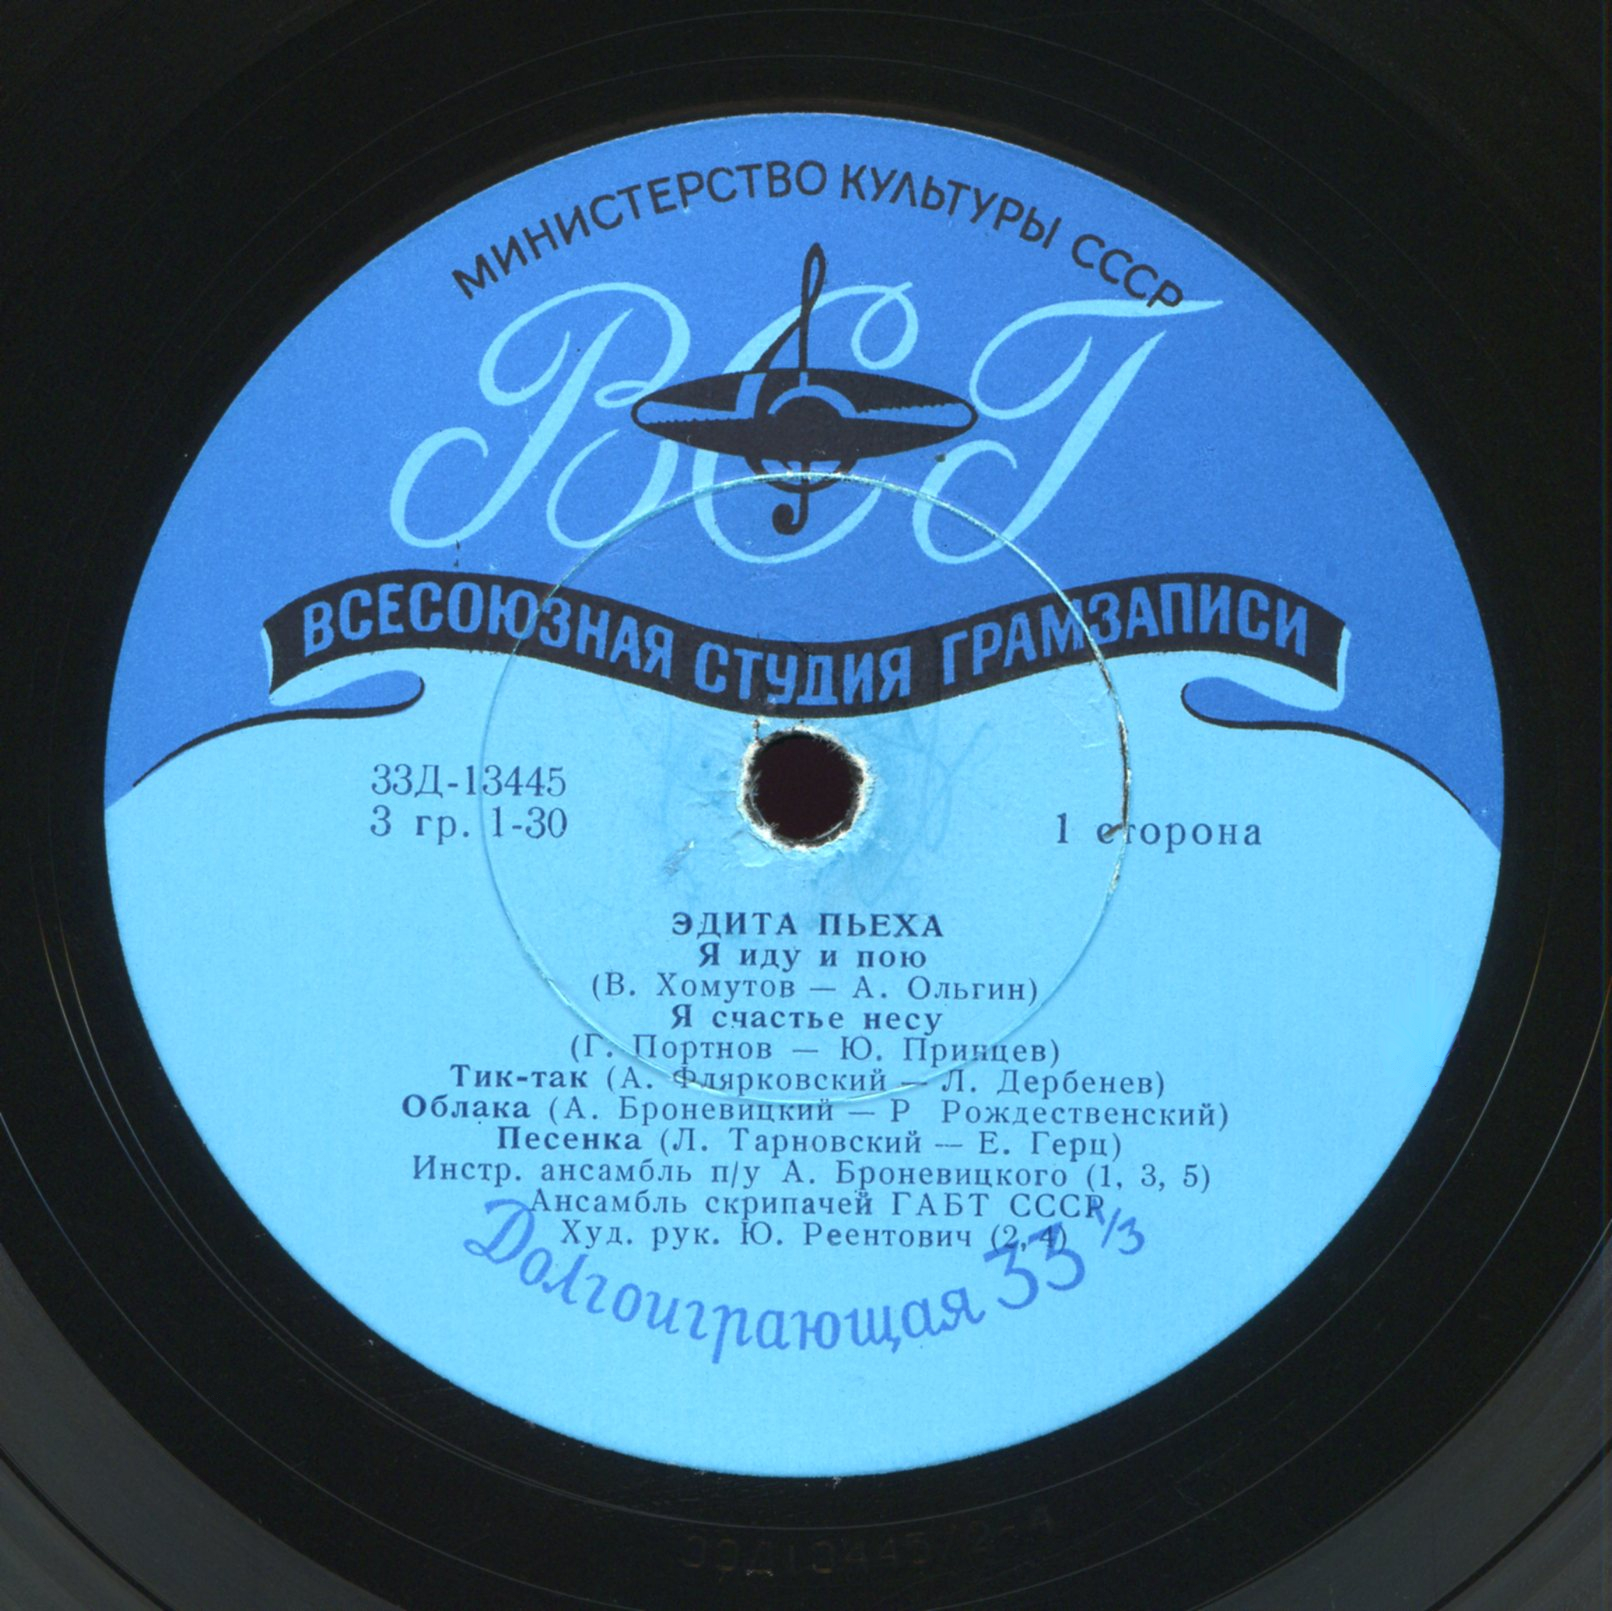 МИНИСТЕРСТВО КУЛЬТУРЫ СССР
ВСГ
ВСЕСОЮЗНАЯ СТУДИЯ ГРАМЗАПИСИ
33Д-13445
3 гр. 1-30
1 сторона
ЭДИТА ПЬЕХА
Я иду и пою
(В. Хомутов — А. Ольгин)
Я счастье несу
(Г. Портнов — Ю. Принцев)
Тик-так (А. Флярковский — Л. Дербенев)
Облака (А. Броневицкий — Р Рождественский)
Песенка (Л. Тарновский — Е. Герц)
Инстр. ансамбль п/у А. Броневицкого (1, 3, 5)
Ансамбль скрипачей ГАБТ СССР
Худ. рук. Ю. Реентович (2, 4)
Долгоиграющая 33 1/3
33Д13445/2-А